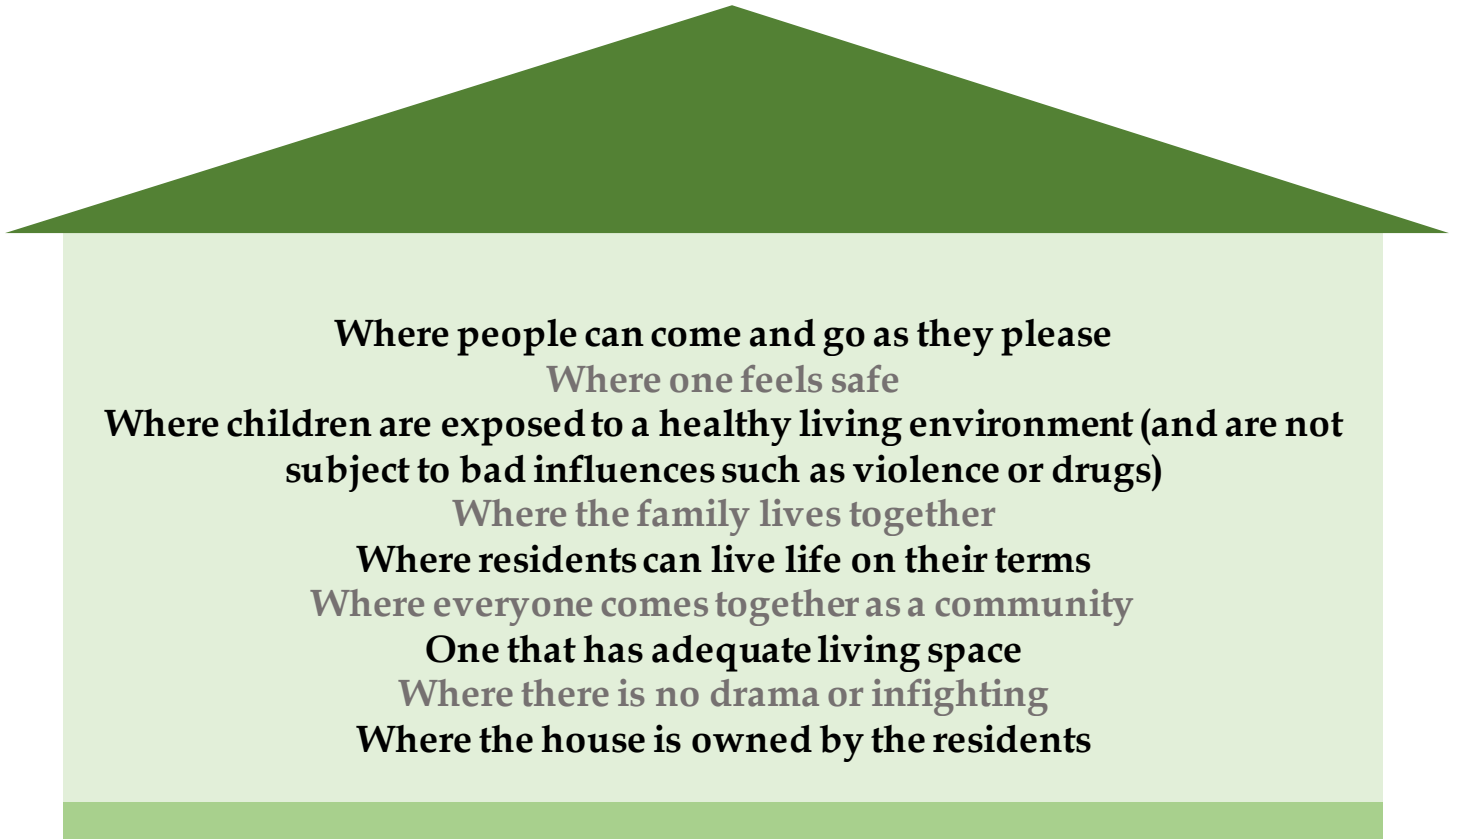 Where people can come and go as they please
Where one feels safe
Where children are exposed to a healthy living environment (and are not
subject to bad influences such as violence or drugs)
Where the family lives together
Where residents can live life on their terms
Where everyone comes together as a community
One that has adequate living space
Where there is no drama or infighting
Where the house is owned by the residents